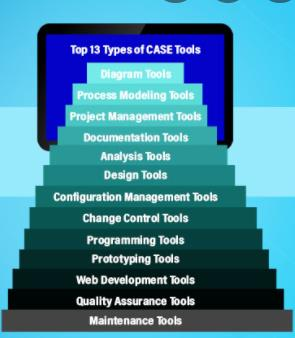 Top 13 Types of CASE Tools
Diagram Tools
Process Modeling Tools
Project Management Tools
Documentation Tools
Analysis Tools
Design Tools
Configuration Management Tools
Change Control Tools
Programming Tools
Prototyping Tools
Web Development Tools
Quality Assurance Tools
Maintenance Tools